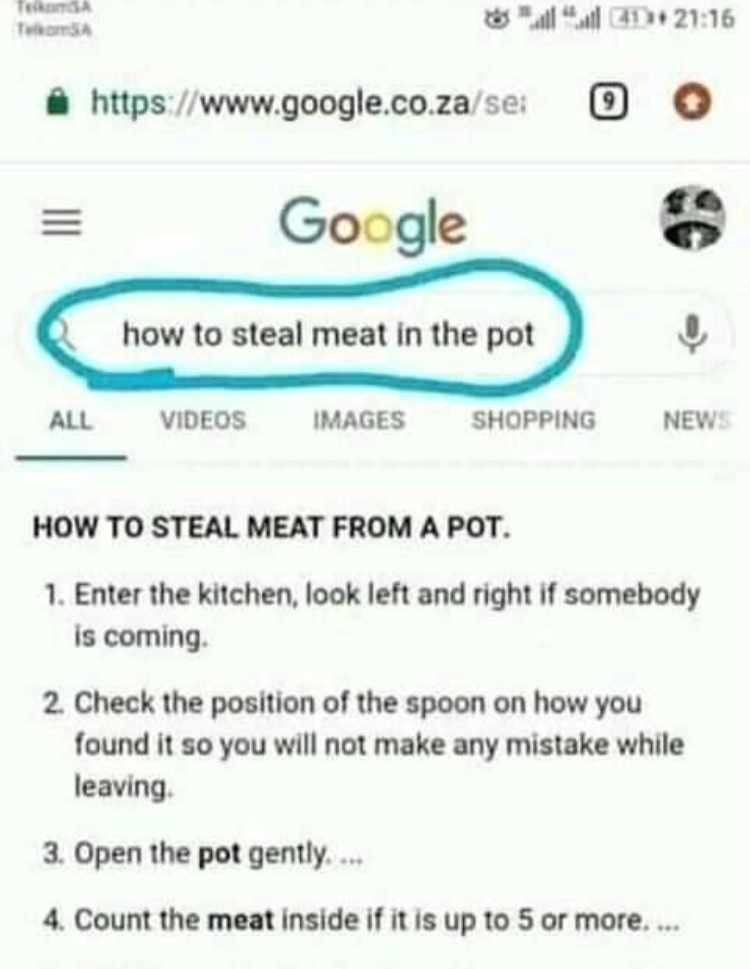 TelkomSA
TelkomSA
41 21:16
https://www.google.co.za/se
9
Google
how to steal meat in the pot
ALL VIDEOS IMAGES SHOPPING NEWS
HOW TO STEAL MEAT FROM A POT.
1. Enter the kitchen, look left and right if somebody
is coming.
2. Check the position of the spoon on how you
found it so you will not make any mistake while
leaving.
3. Open the pot gently. ...
4. Count the meat inside if it is up to 5 or more. ...